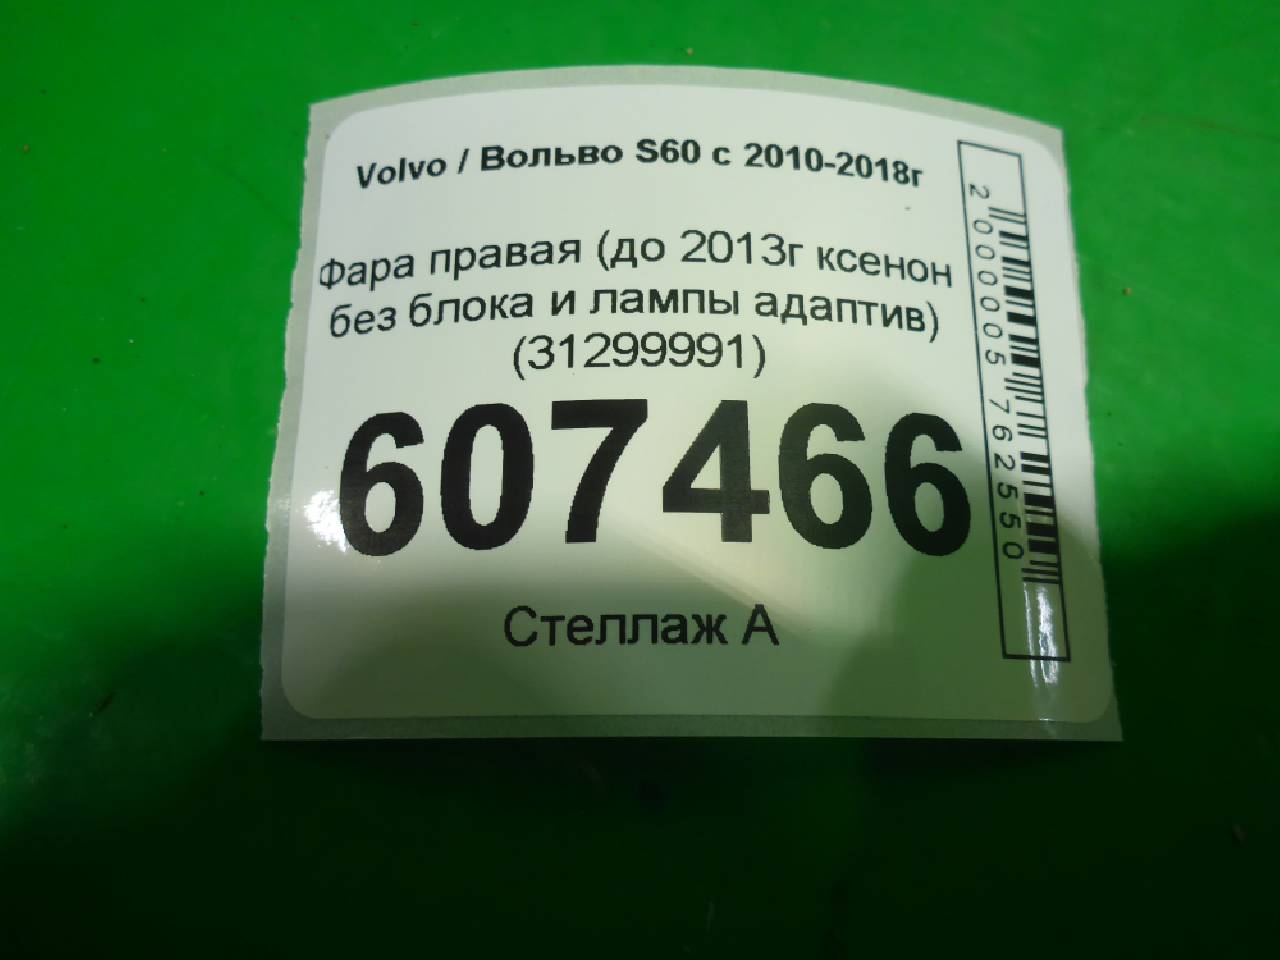 Volvo / Вольво S60 с 2010-2018г
Фара правая (до 2013г ксенон
без блока и лампы адаптив)
(31299991)
607466
Стеллаж А
2000005762550